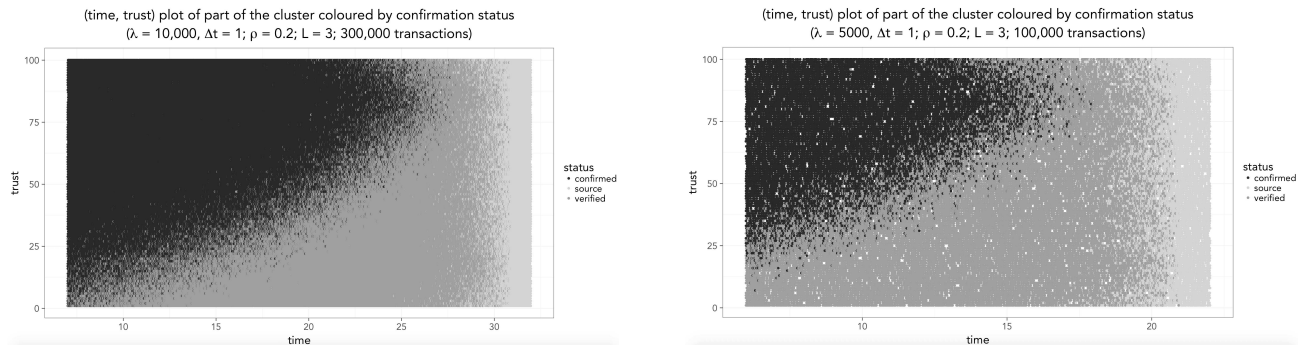 (time, trust) plot of part of the cluster coloured by confirmation status
(λ = 10,000, Δt = 1; ρ = 0.2; L = 3; 300,000 transactions)
100
75
50
25
0
trust
10
15
20
25
30
time
status
confirmed
source
verified
(time, trust) plot of part of the cluster coloured by confirmation status
(λ = 5000, Δt = 1; ρ = 0.2; L = 3; 100,000 transactions)
100
75
50
25
0
trust
10
15
20
time
status
confirmed
source
verified